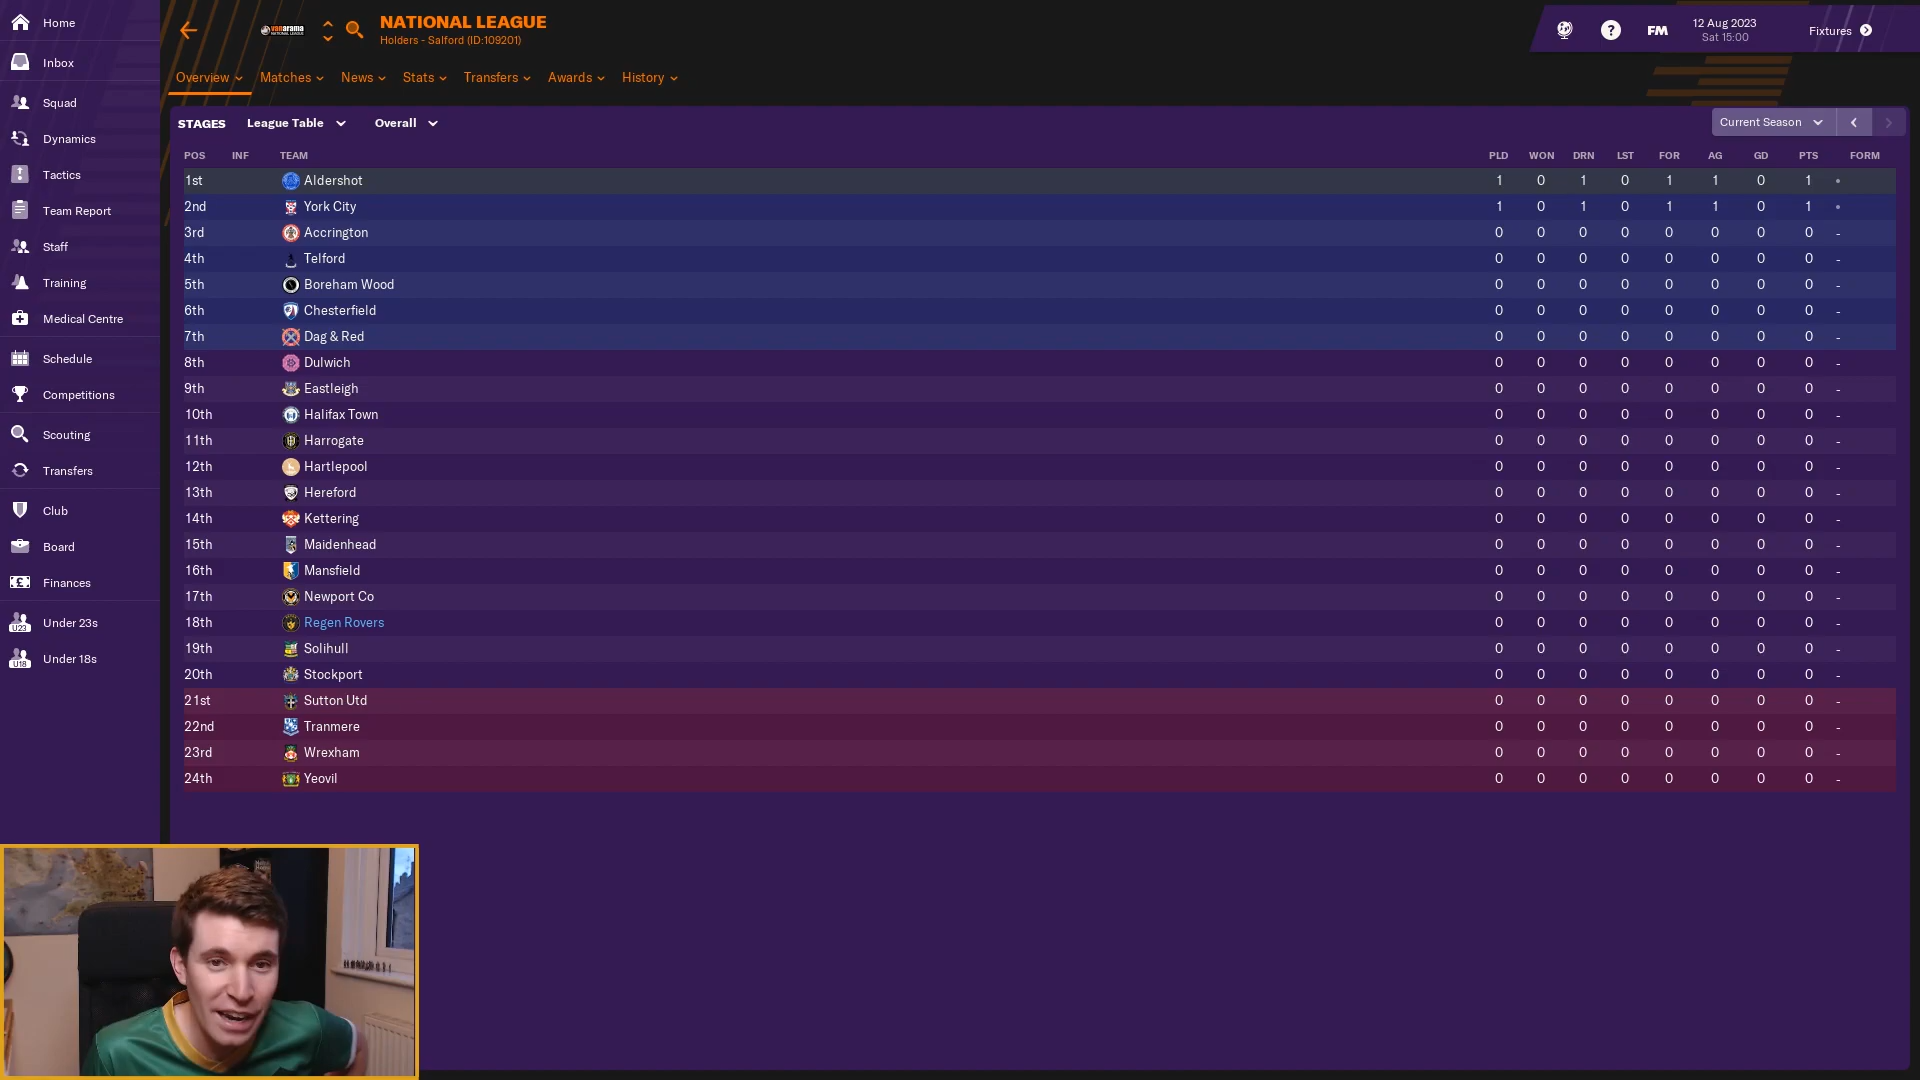 Home
Inbox
Squad
Dynamics
Tactics
Team Report
Staff
Training
Medical Centre
Schedule
Competitions
Scouting
Transfers
Club
Board
Finances
U23 Under 23s
U18 Under 18s
vanarama
NATIONAL LEAGUE
Holders - Salford (ID:109201)
? FM 12 Aug 2023
Sat 15:00
Fixtures
Overview Matches News Stats Transfers Awards History
STAGES League Table Overall Current Season
POS INF TEAM PLD WON DRN LST FOR AG GD PTS FORM
1st Aldershot 1 0 1 0 1 1 0 1
2nd York City 1 0 1 0 1 1 0 1
3rd Accrington 0 0 0 0 0 0 0 0 -
4th Telford 0 0 0 0 0 0 0 0 -
5th Boreham Wood 0 0 0 0 0 0 0 0 -
6th Chesterfield 0 0 0 0 0 0 0 0 -
7th Dag & Red 0 0 0 0 0 0 0 0 -
8th Dulwich 0 0 0 0 0 0 0 0 -
9th Eastleigh 0 0 0 0 0 0 0 0 -
10th Halifax Town 0 0 0 0 0 0 0 0 -
11th Harrogate 0 0 0 0 0 0 0 0 -
12th Hartlepool 0 0 0 0 0 0 0 0 -
13th Hereford 0 0 0 0 0 0 0 0 -
14th Kettering 0 0 0 0 0 0 0 0 -
15th Maidenhead 0 0 0 0 0 0 0 0 -
16th Mansfield 0 0 0 0 0 0 0 0 -
17th Newport Co 0 0 0 0 0 0 0 0 -
18th Regen Rovers 0 0 0 0 0 0 0 0 -
19th Solihull 0 0 0 0 0 0 0 0 -
20th Stockport 0 0 0 0 0 0 0 0 -
21st Sutton Utd 0 0 0 0 0 0 0 0 -
22nd Tranmere 0 0 0 0 0 0 0 0 -
23rd Wrexham 0 0 0 0 0 0 0 0 -
24th Yeovil 0 0 0 0 0 0 0 0 -